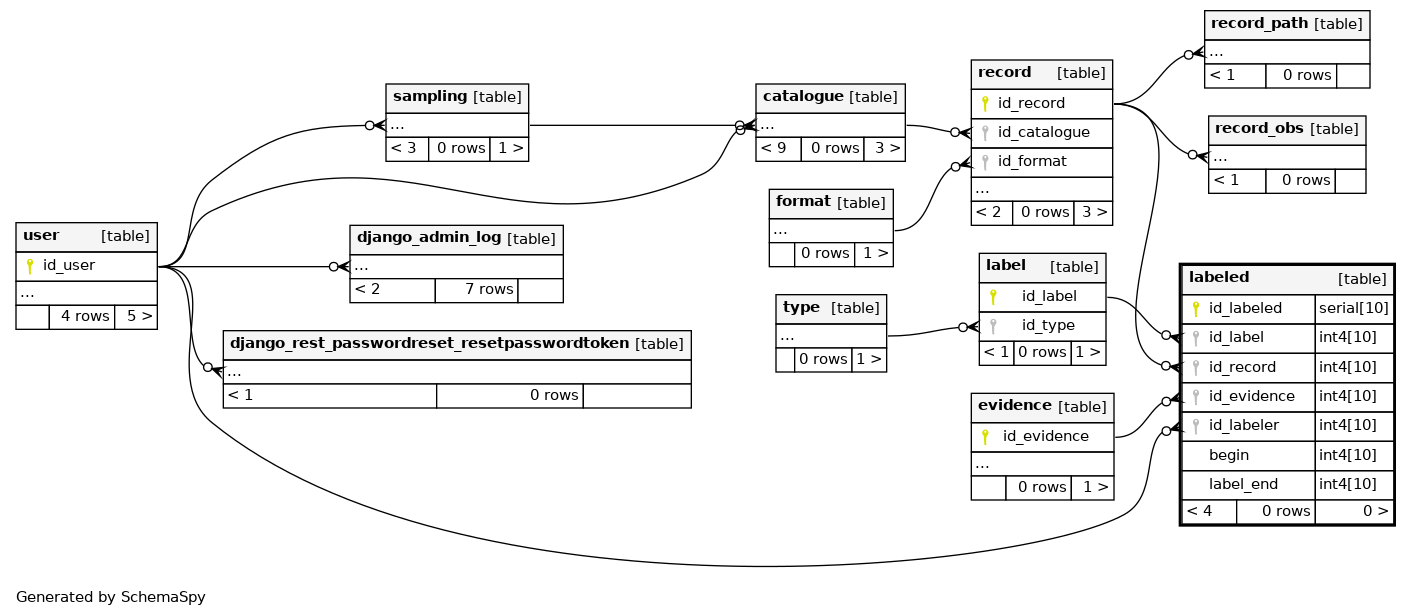 user [table]
id_user
...
4 rows 5 >
sampling [table]
...
< 3 0 rows 1 >
django_admin_log [table]
...
< 2 7 rows
django_rest_passwordreset_resetpasswordtoken [table]
...
< 1 0 rows
catalogue [table]
...
< 9 0 rows 3 >
format [table]
...
0 rows 1 >
type [table]
...
0 rows 1 >
record [table]
id_record
id_catalogue
id_format
...
< 2 0 rows 3 >
label [table]
id_label
id_type
< 1 0 rows 1 >
evidence [table]
id_evidence
...
0 rows 1 >
record_path [table]
...
< 1 0 rows
record_obs [table]
...
< 1 0 rows
labeled [table]
id_labeled serial[10]
id_label int4[10]
id_record int4[10]
id_evidence int4[10]
id_labeler int4[10]
begin int4[10]
label_end int4[10]
< 4 0 rows 0 >
Generated by SchemaSpy